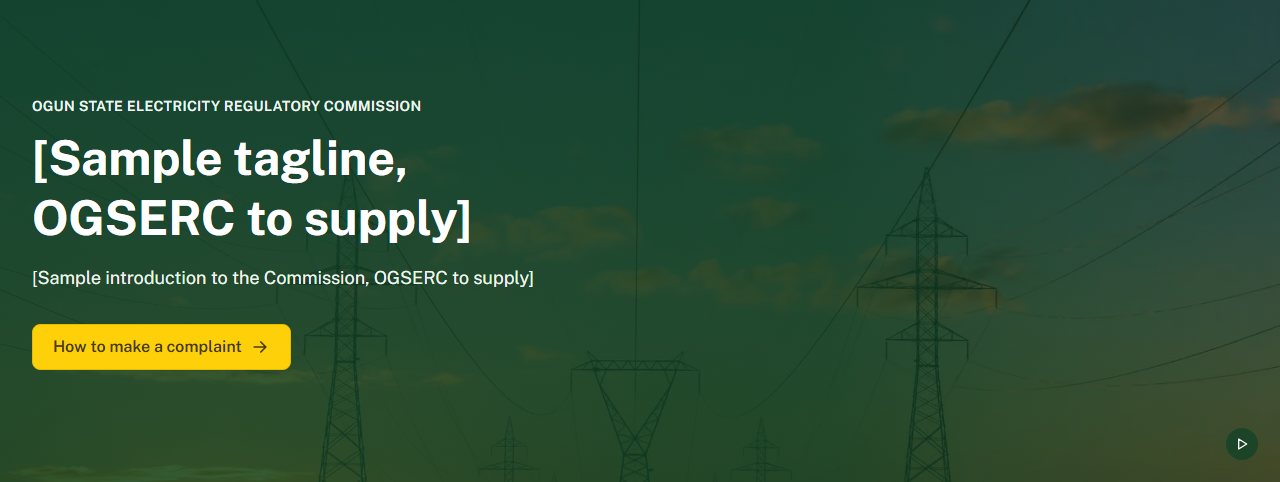 OGUN STATE ELECTRICITY REGULATORY COMMISSION
[Sample tagline,
OGSERC to supply]
[Sample introduction to the Commission, OGSERC to supply]
How to make a complaint